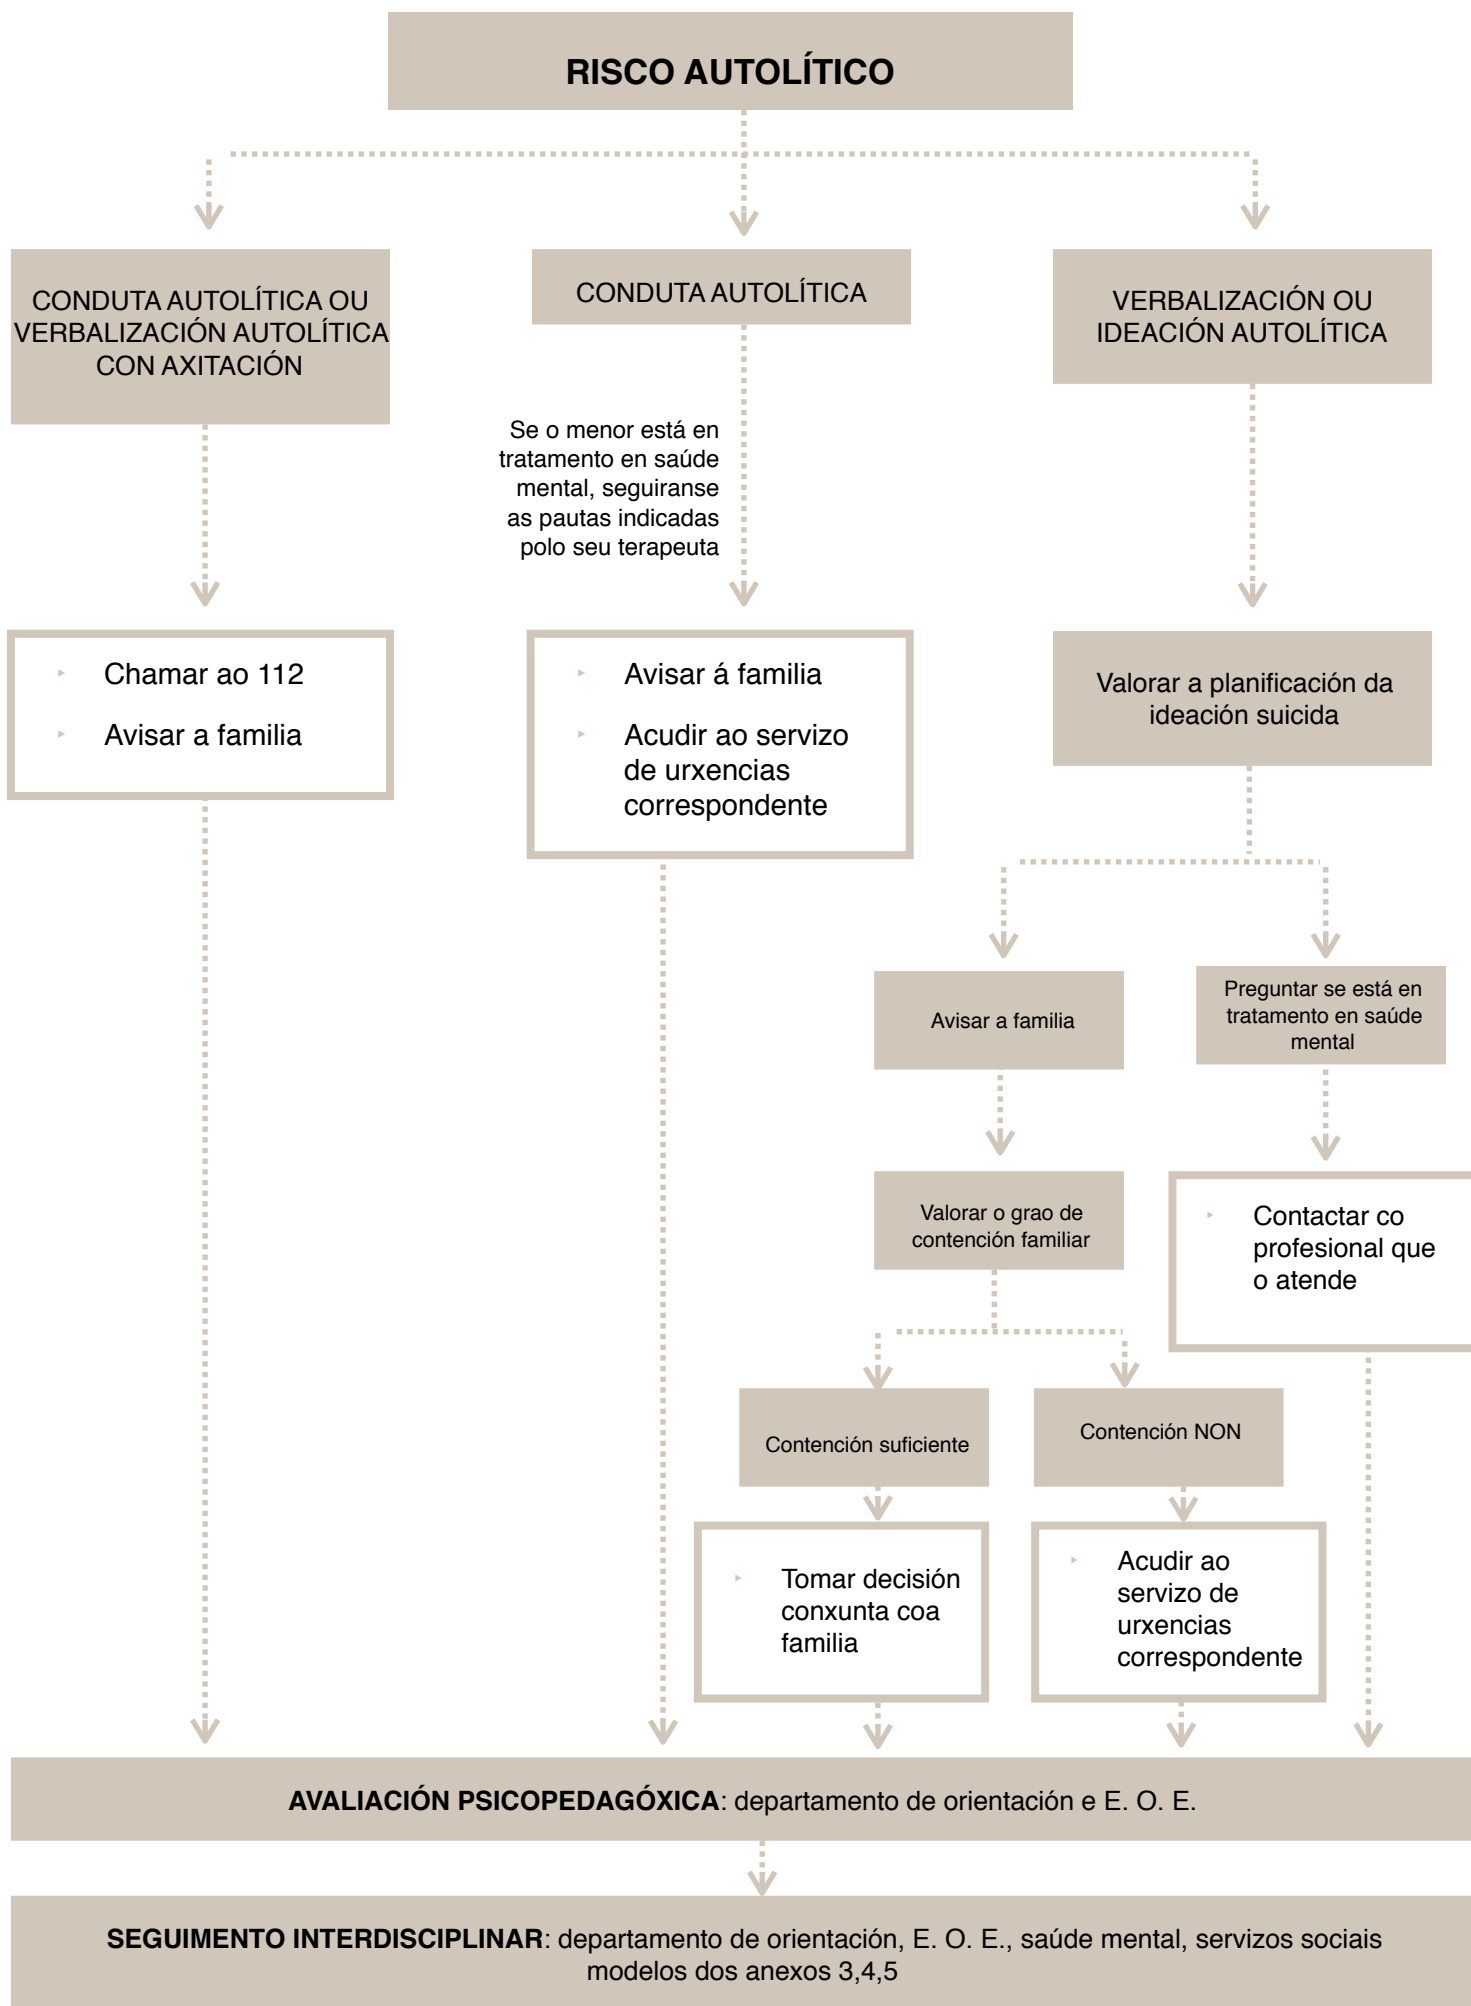 RISCO AUTOLÍTICO
CONDUTA AUTOLÍTICA OU
VERBALIZACIÓN AUTOLÍTICA
CON AXITACIÓN
CONDUTA AUTOLÍTICA
VERBALIZACIÓN OU
IDEACIÓN AUTOLÍTICA
Se o menor está en
tratamento en saúde
mental, seguiranse
as pautas indicadas
polo seu terapeuta
Chamar ao 112
Avisar a familia
Avisar á familia
Acudir ao servizo
de urxencias
correspondente
Valorar a planificación da
ideación suicida
Avisar a familia
Preguntar se está en
tratamento en saúde
mental
Valorar o grao de
contención familiar
Contactar co
profesional que
o atende
Contención suficiente
Contención NON
Tomar decisión
conxunta coa
familia
Acudir ao
servizo de
urxencias
correspondente
AVALIACIÓN PSICOPEDAGÓXICA: departamento de orientación e E. O. E.
SEGUIMENTO INTERDISCIPLINAR: departamento de orientación, E. O. E., saúde mental, servizos sociais
modelos dos anexos 3,4,5